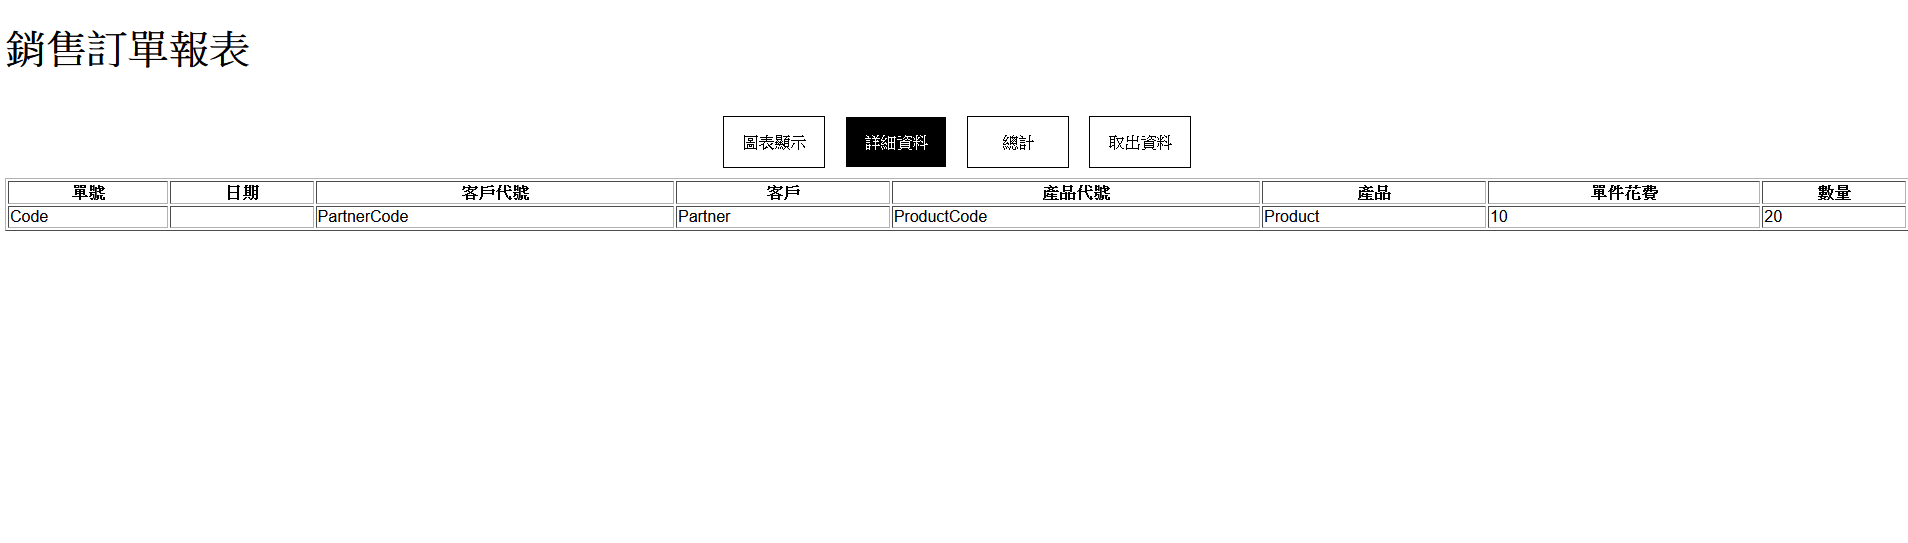 銷售訂單報表
圖表顯示 詳細資料 總計 取出資料
單號 日期 客戶代號 客戶 產品代號 產品 單件花費 數量
Code PartnerCode Partner ProductCode Product 10 20